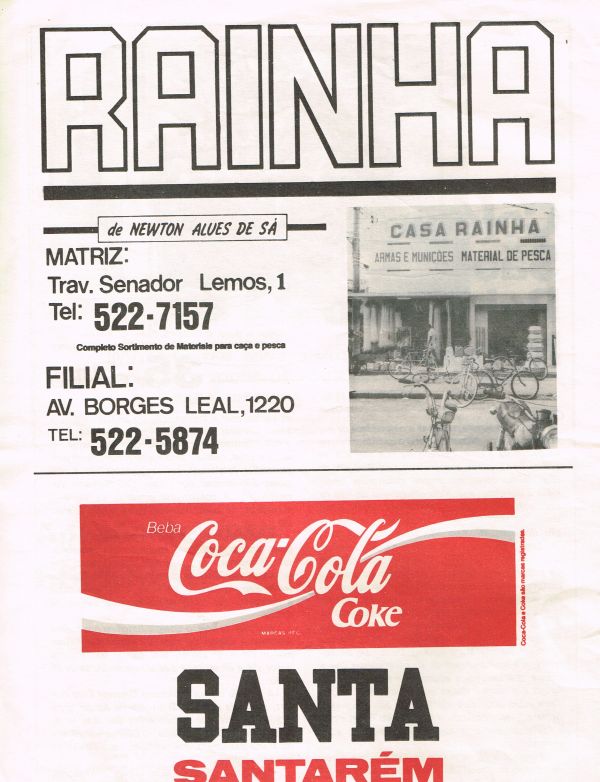 RAINHA
de NEWTON ALVES DE SÁ
MATRIZ:
Trav. Senador Lemos, 1
Tel: 522-7157
Completo Sortimento de Materiais para caça e pesca
FILIAL:
AV. BORGES LEAL, 1220
TEL: 522-5874
CASA RAINHA
ARMAS E MUNIÇÕES MATERIAL DE PESCA
Beba
Coca-Cola
Coke
MARCAS REG.
Coca-Cola e Coke são marcas registradas.
SANTA
SANTARÉM